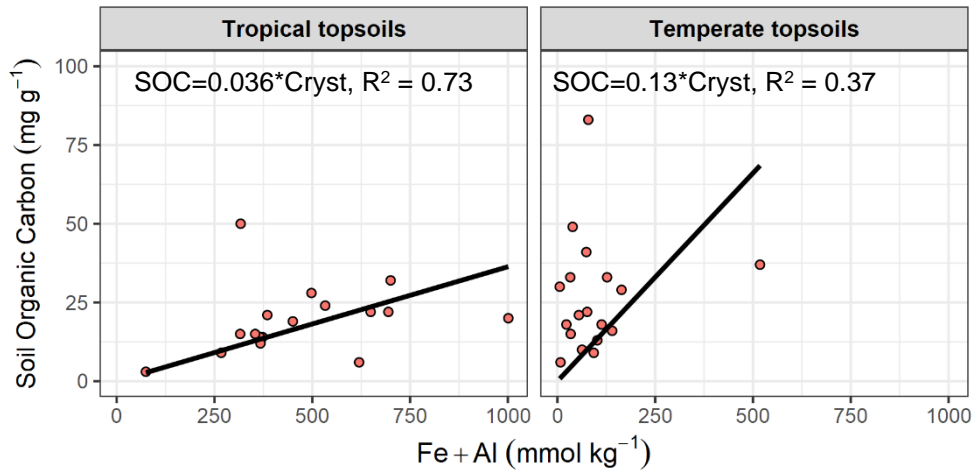 Tropical topsoils
Temperate topsoils
SOC=0.036*Cryst, R² = 0.73
SOC=0.13*Cryst, R² = 0.37
Soil Organic Carbon (mg g⁻¹)
100
75
50
25
0
0 250 500 750 1000
0 250 500 750 1000
Fe + Al (mmol kg⁻¹)